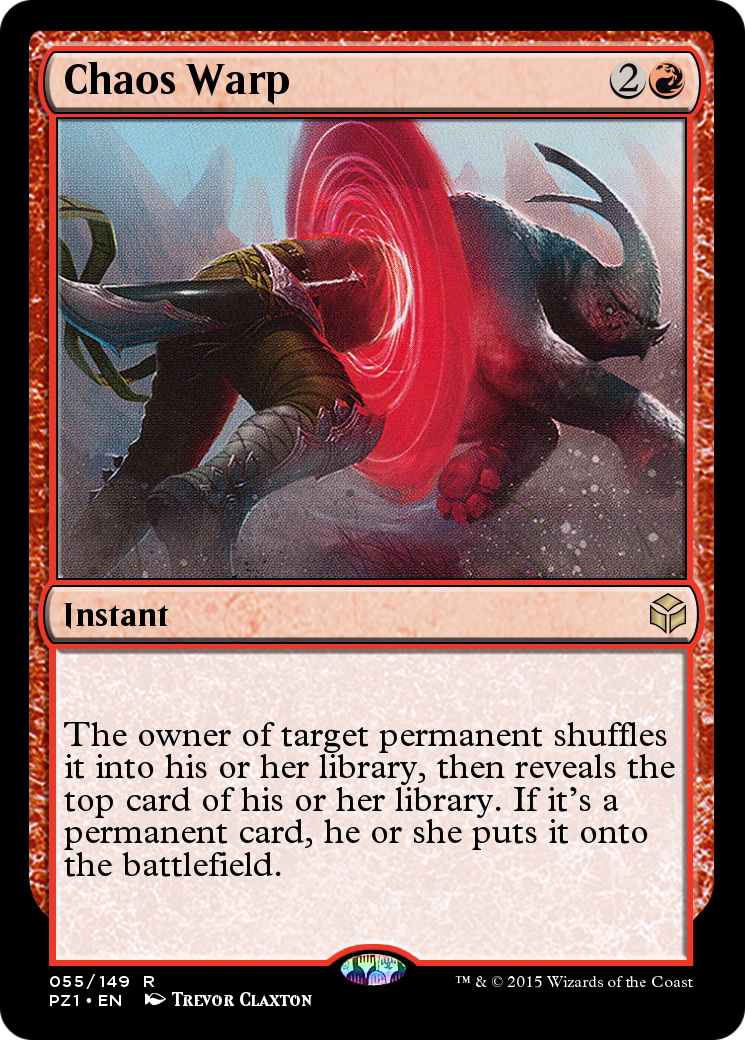 Chaos Warp 2
Instant
The owner of target permanent shuffles
it into his or her library, then reveals the
top card of his or her library. If it's a
permanent card, he or she puts it onto
the battlefield.
055/149 R
PZ1 • EN Trevor Claxton
™ & © 2015 Wizards of the Coast